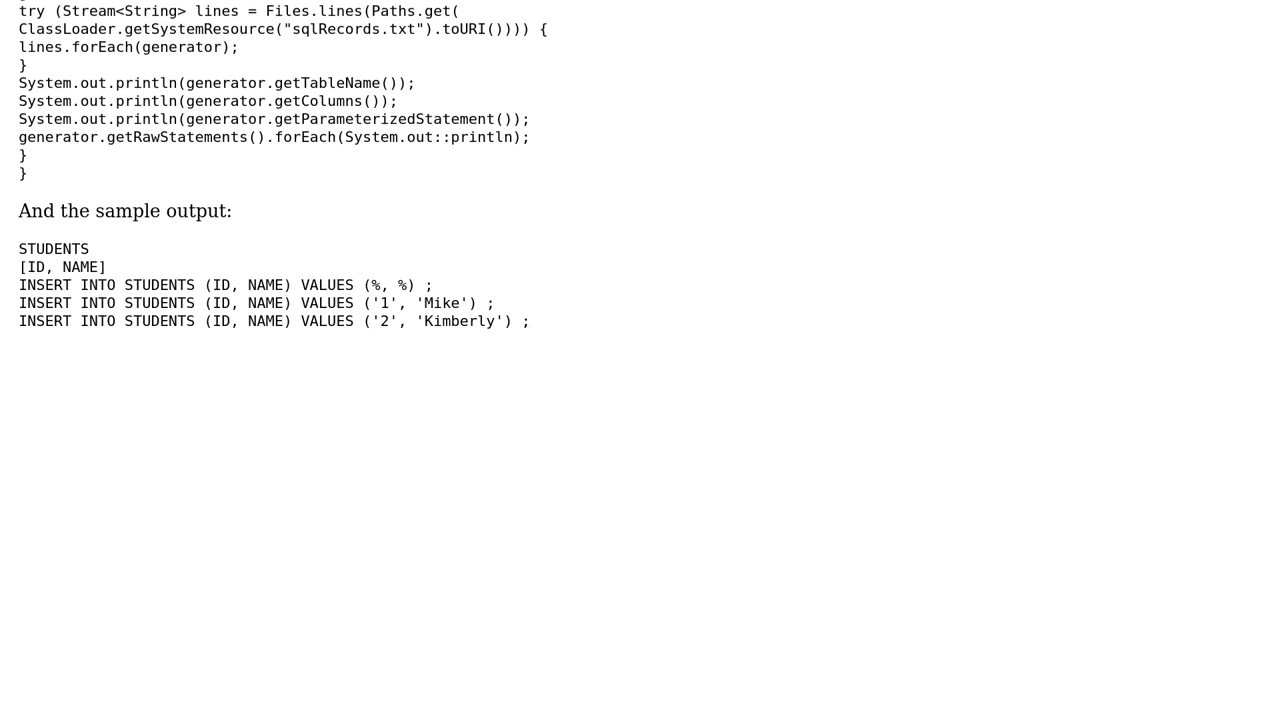 try (Stream<String> lines = Files.lines(Paths.get(
ClassLoader.getSystemResource("sqlRecords.txt").toURI()))) {
lines.forEach(generator);
}
System.out.println(generator.getTableName());
System.out.println(generator.getColumns());
System.out.println(generator.getParameterizedStatement());
generator.getRawStatements().forEach(System.out::println);
}
}
And the sample output:
STUDENTS
[ID, NAME]
INSERT INTO STUDENTS (ID, NAME) VALUES (%, %) ;
INSERT INTO STUDENTS (ID, NAME) VALUES ('1', 'Mike') ;
INSERT INTO STUDENTS (ID, NAME) VALUES ('2', 'Kimberly') ;